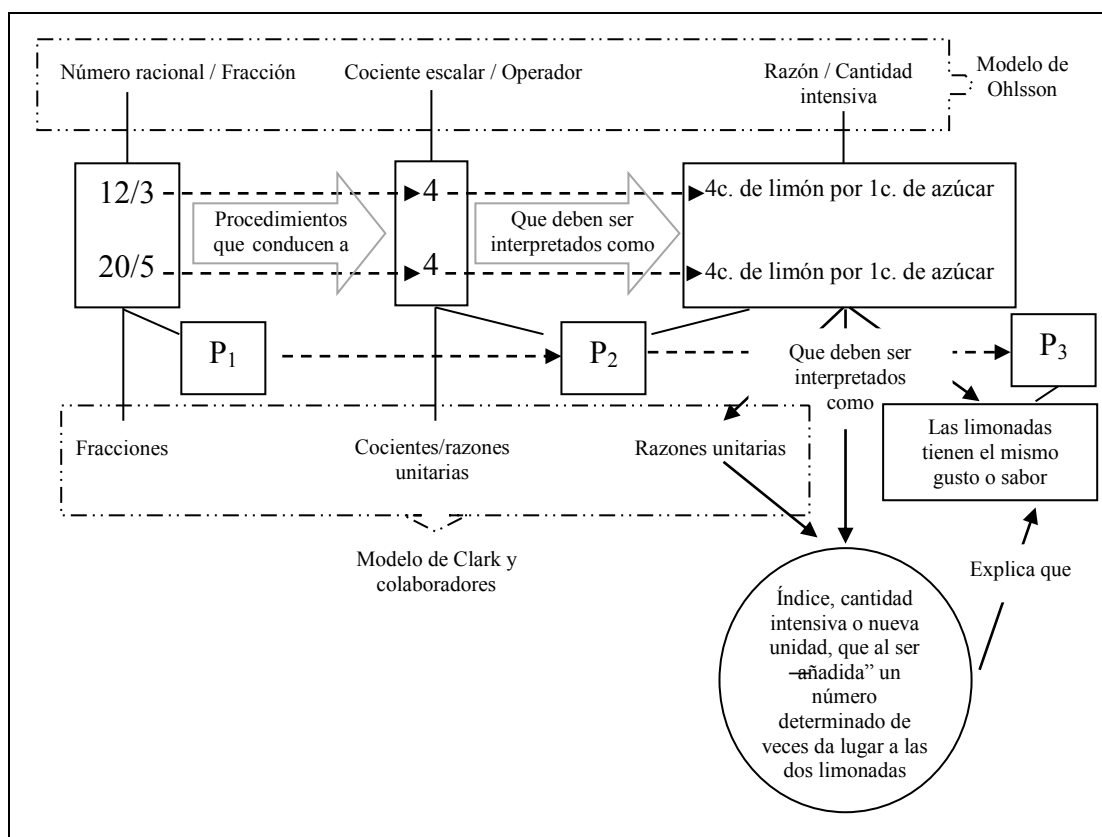 Número racional / Fracción
Cociente escalar / Operador
Razón / Cantidad
intensiva
Modelo de
Ohlsson
12/3
4
4c. de limón por 1c. de azúcar
Procedimientos
que conducen a
Que deben ser
interpretados como
20/5
4
4c. de limón por 1c. de azúcar
P1
P2
Que deben ser
interpretados
como
P3
Fracciones
Cocientes/razones
unitarias
Razones unitarias
Las limonadas
tienen el mismo
gusto o sabor
Modelo de Clark y
colaboradores
Explica que
Índice, cantidad
intensiva o nueva
unidad, que al ser
―añadida” un
número
determinado de
veces da lugar a las
dos limonadas